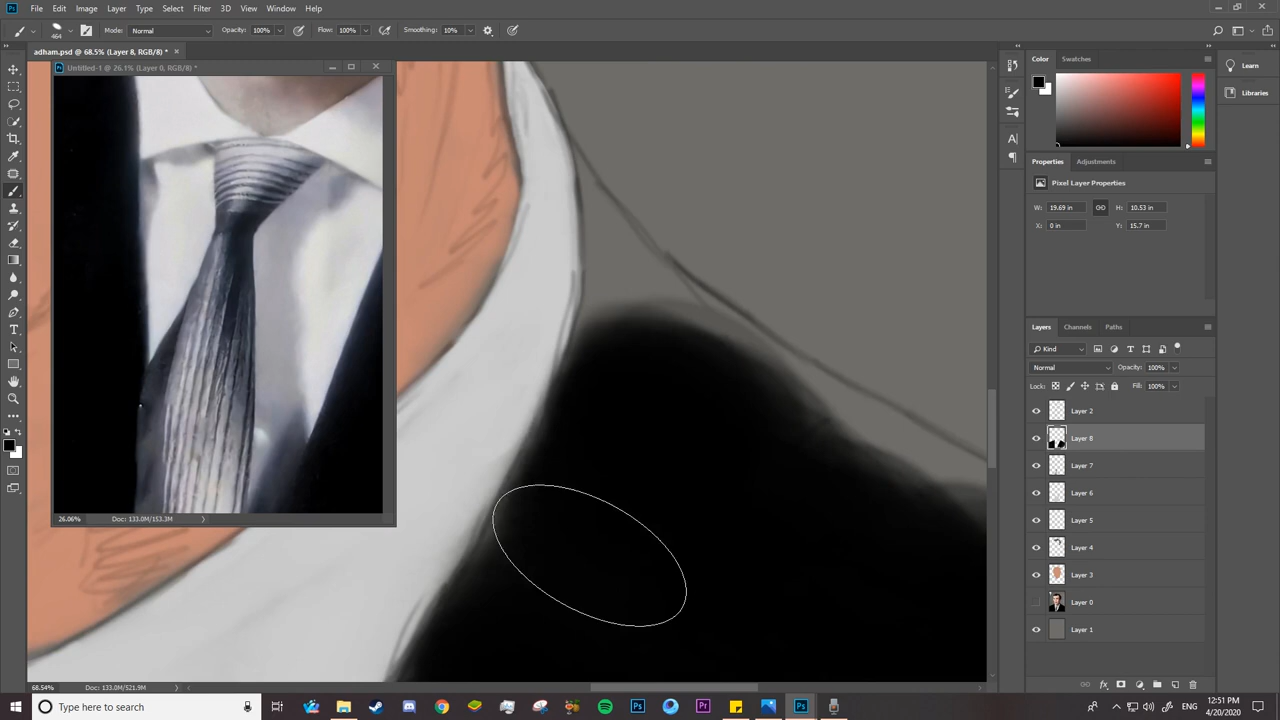 File Edit Image Layer Type Select Filter 3D View Window Help
464 Mode: Normal Opacity: 100% Flow: 100% Smoothing: 10%
adham.psd @ 68.5% (Layer 8, RGB/8) *
Untitled-1 @ 26.1% (Layer 0, RGB/8) *
Color Swatches
Learn
Libraries
Properties Adjustments
Pixel Layer Properties
W: 19.69 in H: 10.53 in
X: 0 in Y: 15.7 in
Layers Channels Paths
Kind
Normal Opacity: 100%
Lock: Fill: 100%
Layer 2
Layer 8
Layer 7
Layer 6
Layer 5
Layer 4
Layer 3
Layer 0
Layer 1
26.06% Doc: 133.0M/153.3M
68.54% Doc: 133.0M/521.9M
Type here to search
ENG
12:51 PM
4/20/2020